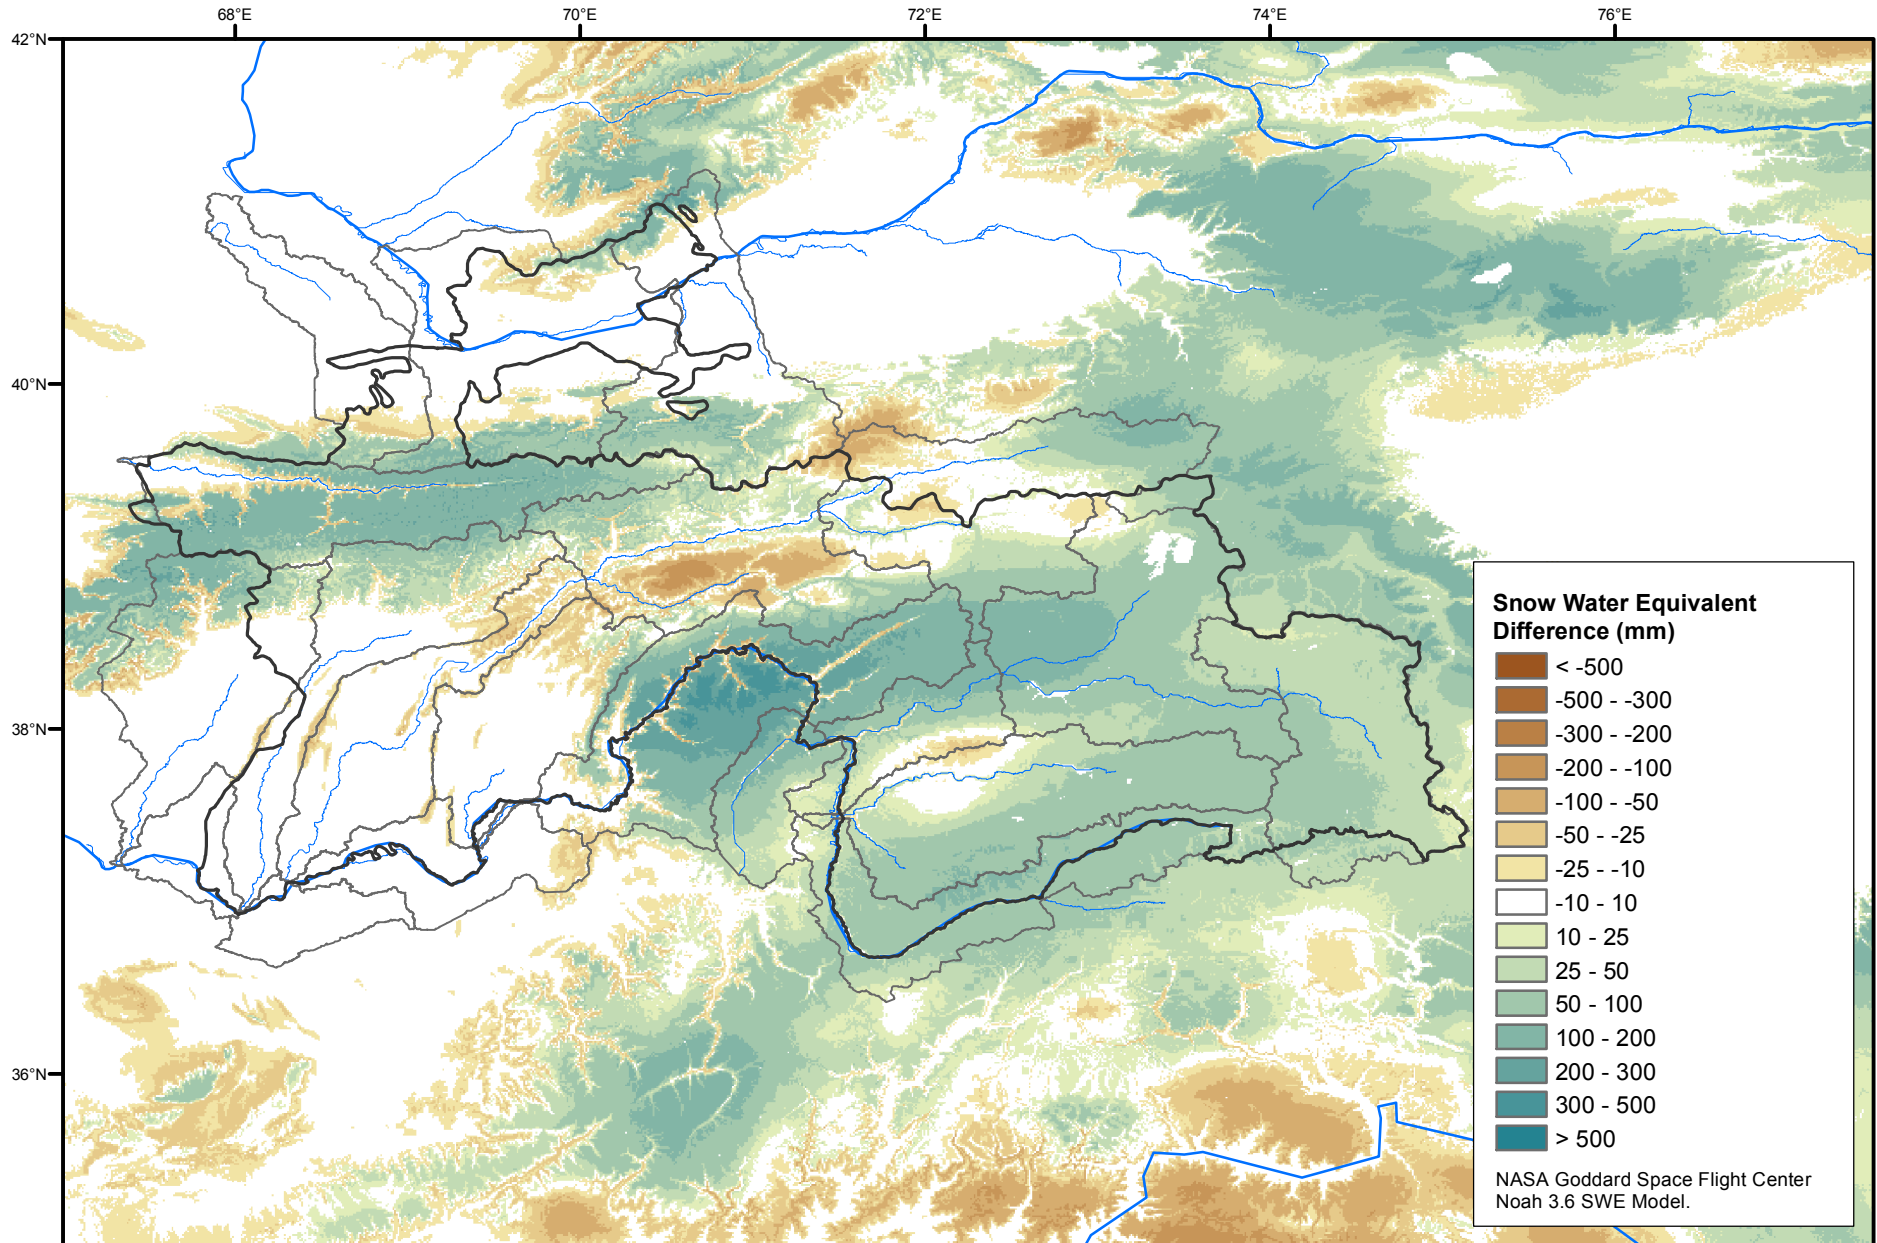 68°E
70°E
72°E
74°E
76°E
42°N
40°N
38°N
36°N
Snow Water Equivalent
Difference (mm)
< -500
-500 - -300
-300 - -200
-200 - -100
-100 - -50
-50 - -25
-25 - -10
-10 - 10
10 - 25
25 - 50
50 - 100
100 - 200
200 - 300
300 - 500
> 500
NASA Goddard Space Flight Center
Noah 3.6 SWE Model.